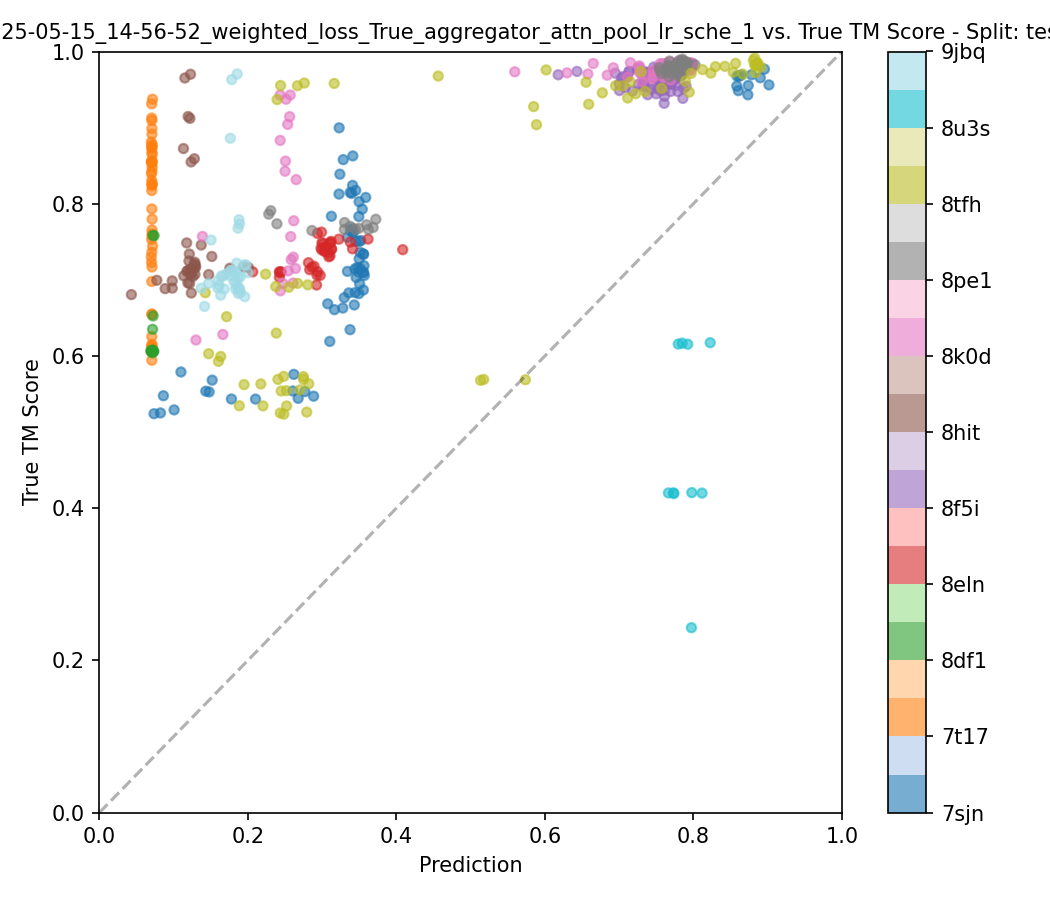 25-05-15_14-56-52_weighted_loss_True_aggregator_attn_pool_lr_sche_1 vs. True TM Score - Split: tes
1.0
0.8
0.6
0.4
0.2
0.0
True TM Score
0.0 0.2 0.4 0.6 0.8 1.0
Prediction
9jbq
8u3s
8tfh
8pe1
8k0d
8hit
8f5i
8eln
8df1
7t17
7sjn